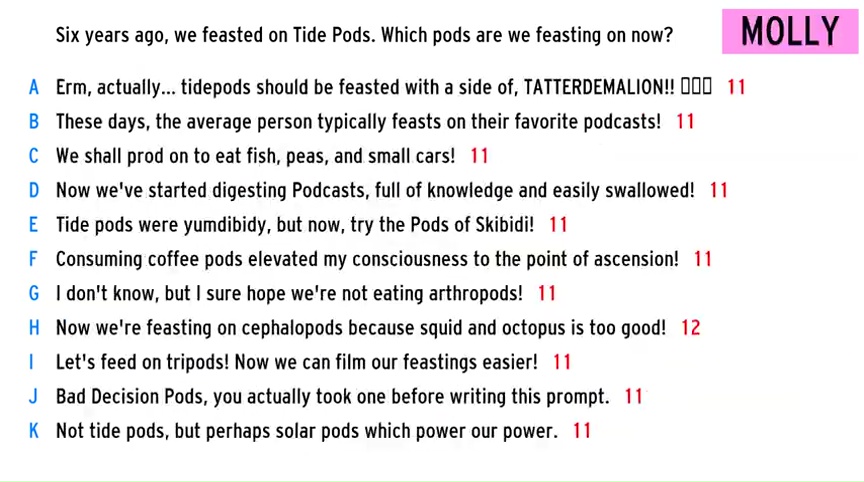 Six years ago, we feasted on Tide Pods. Which pods are we feasting on now?
MOLLY
A Erm, actually... tidepods should be feasted with a side of, TATTERDEMALION!! ▯▯▯ 11
B These days, the average person typically feasts on their favorite podcasts! 11
C We shall prod on to eat fish, peas, and small cars! 11
D Now we've started digesting Podcasts, full of knowledge and easily swallowed! 11
E Tide pods were yumdibidy, but now, try the Pods of Skibidi! 11
F Consuming coffee pods elevated my consciousness to the point of ascension! 11
G I don't know, but I sure hope we're not eating arthropods! 11
H Now we're feasting on cephalopods because squid and octopus is too good! 12
I Let's feed on tripods! Now we can film our feastings easier! 11
J Bad Decision Pods, you actually took one before writing this prompt. 11
K Not tide pods, but perhaps solar pods which power our power. 11